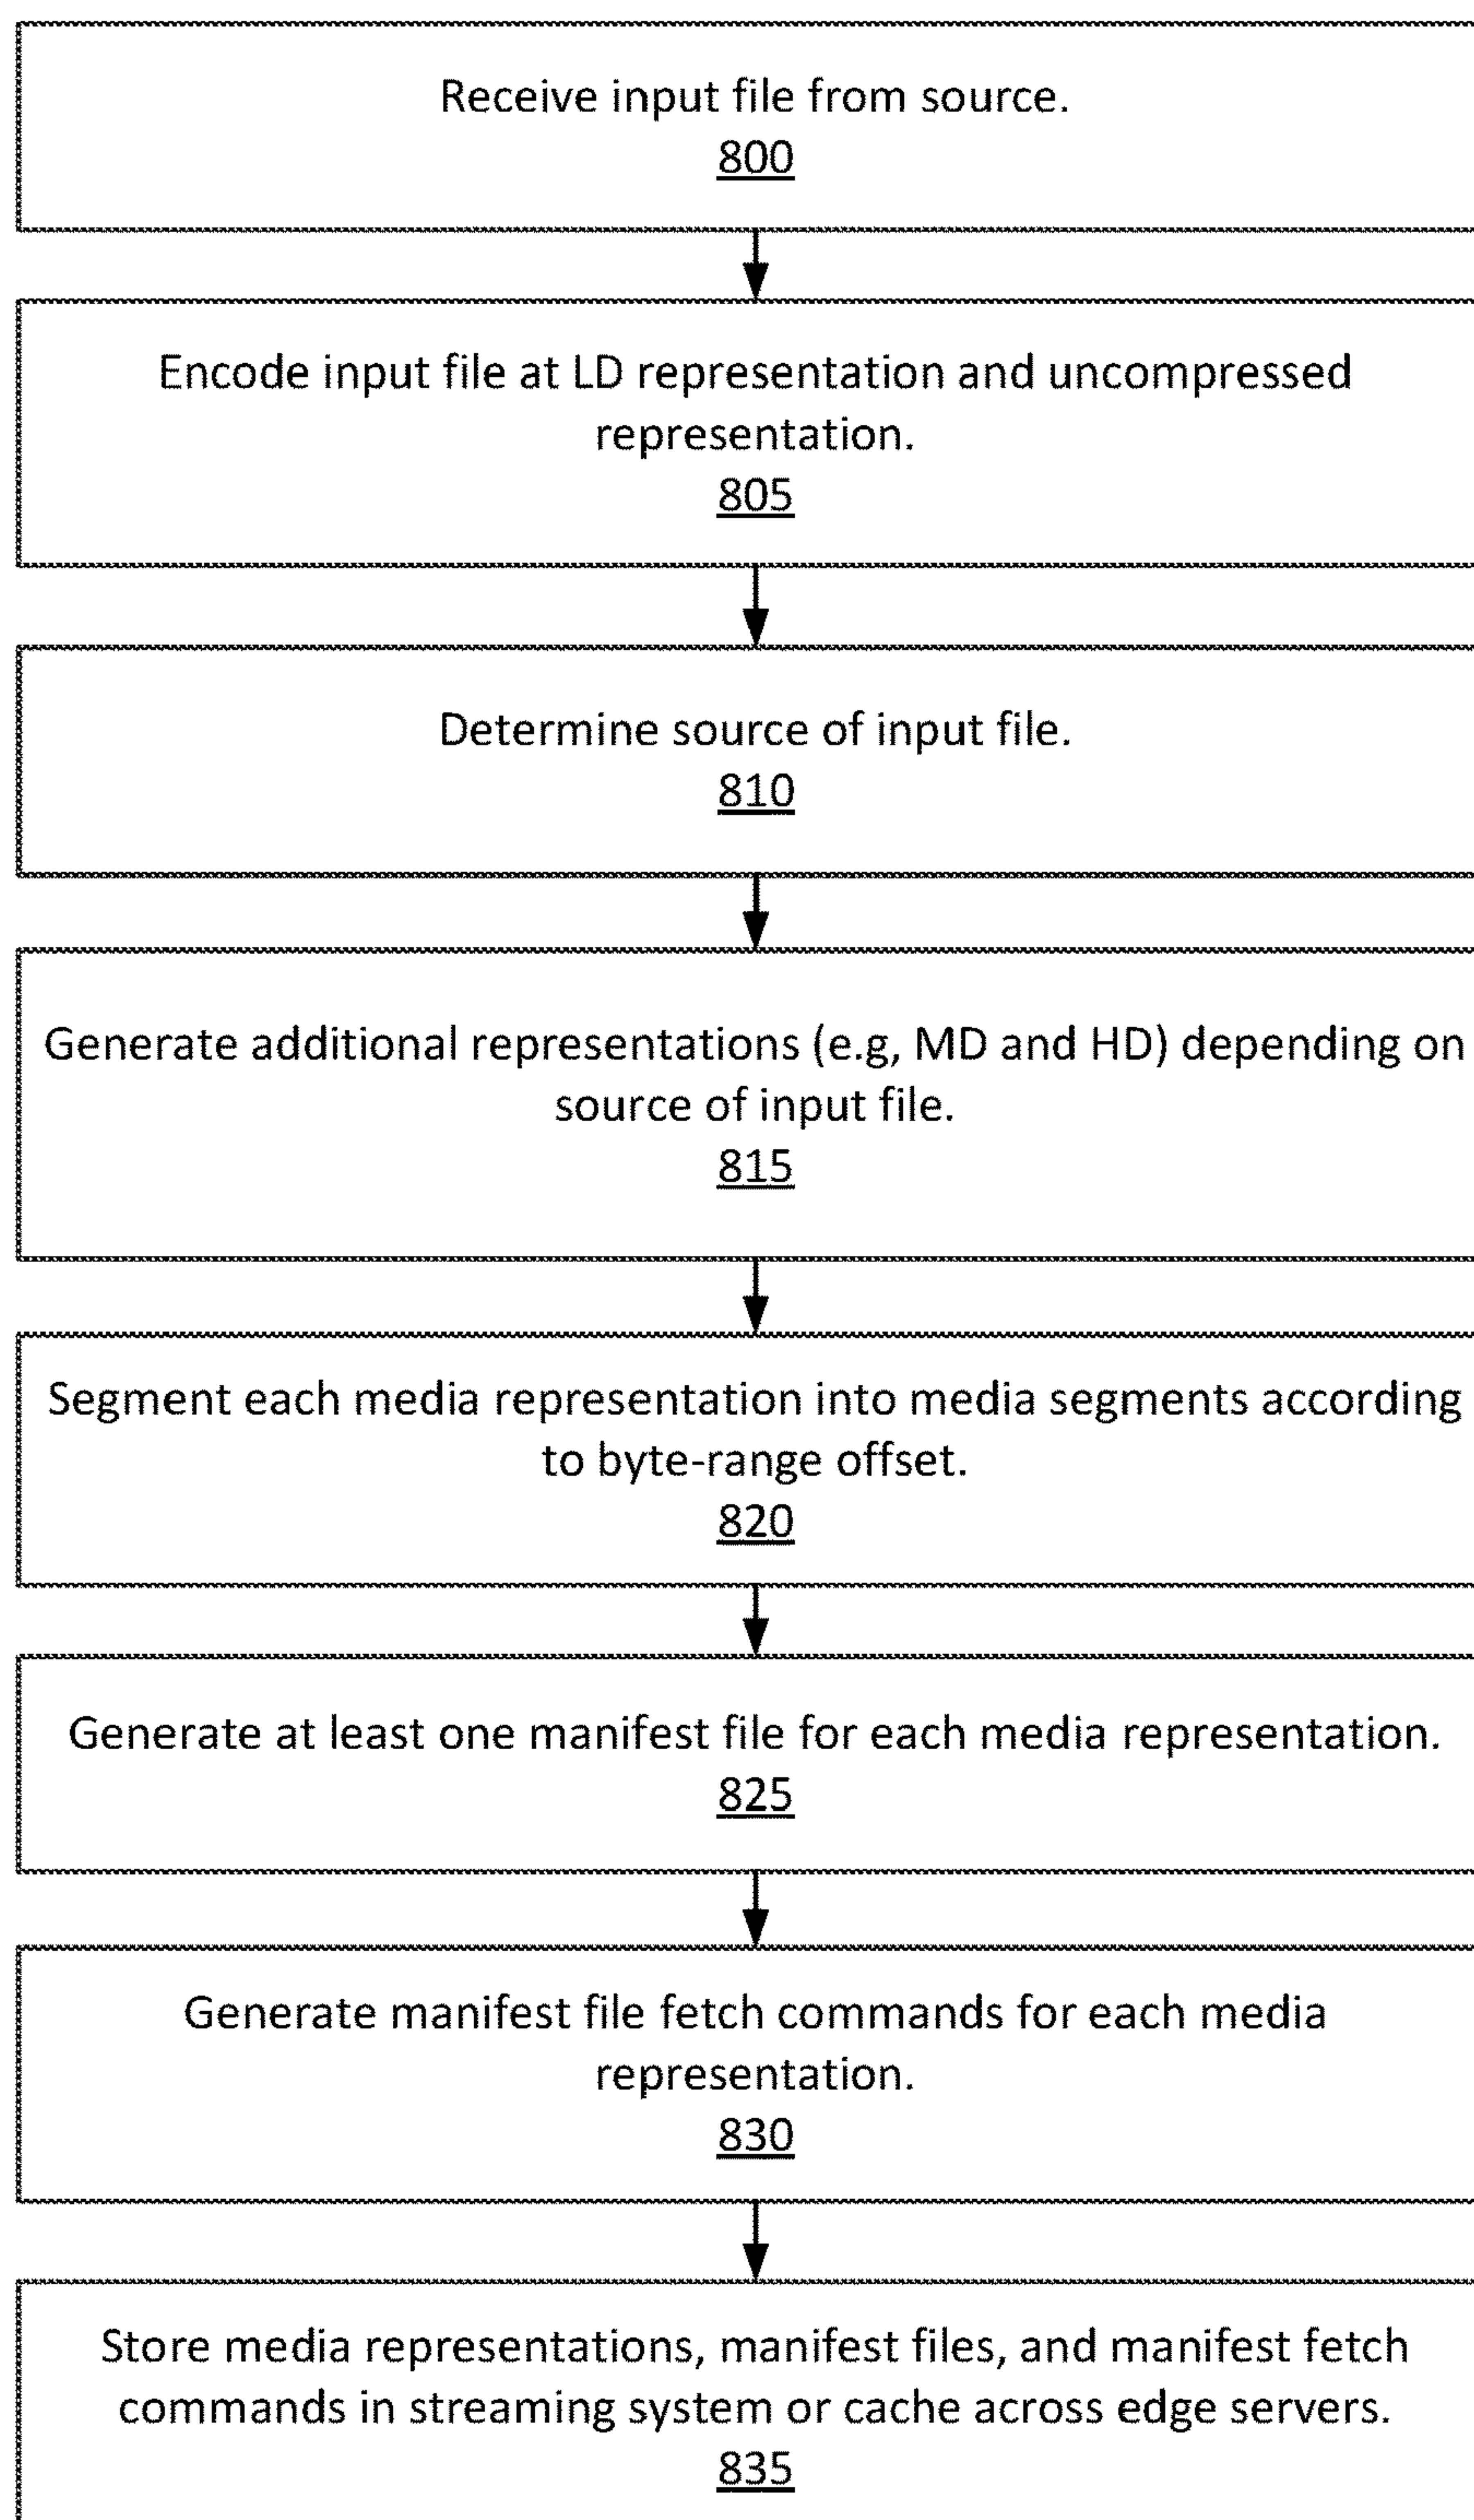 Receive input file from source.
800
Encode input file at LD representation and uncompressed
representation.
805
Determine source of input file.
810
Generate additional representations (e.g, MD and HD) depending on
source of input file.
815
Segment each media representation into media segments according
to byte-range offset.
820
Generate at least one manifest file for each media representation.
825
Generate manifest file fetch commands for each media
representation.
830
Store media representations, manifest files, and manifest fetch
commands in streaming system or cache across edge servers.
835